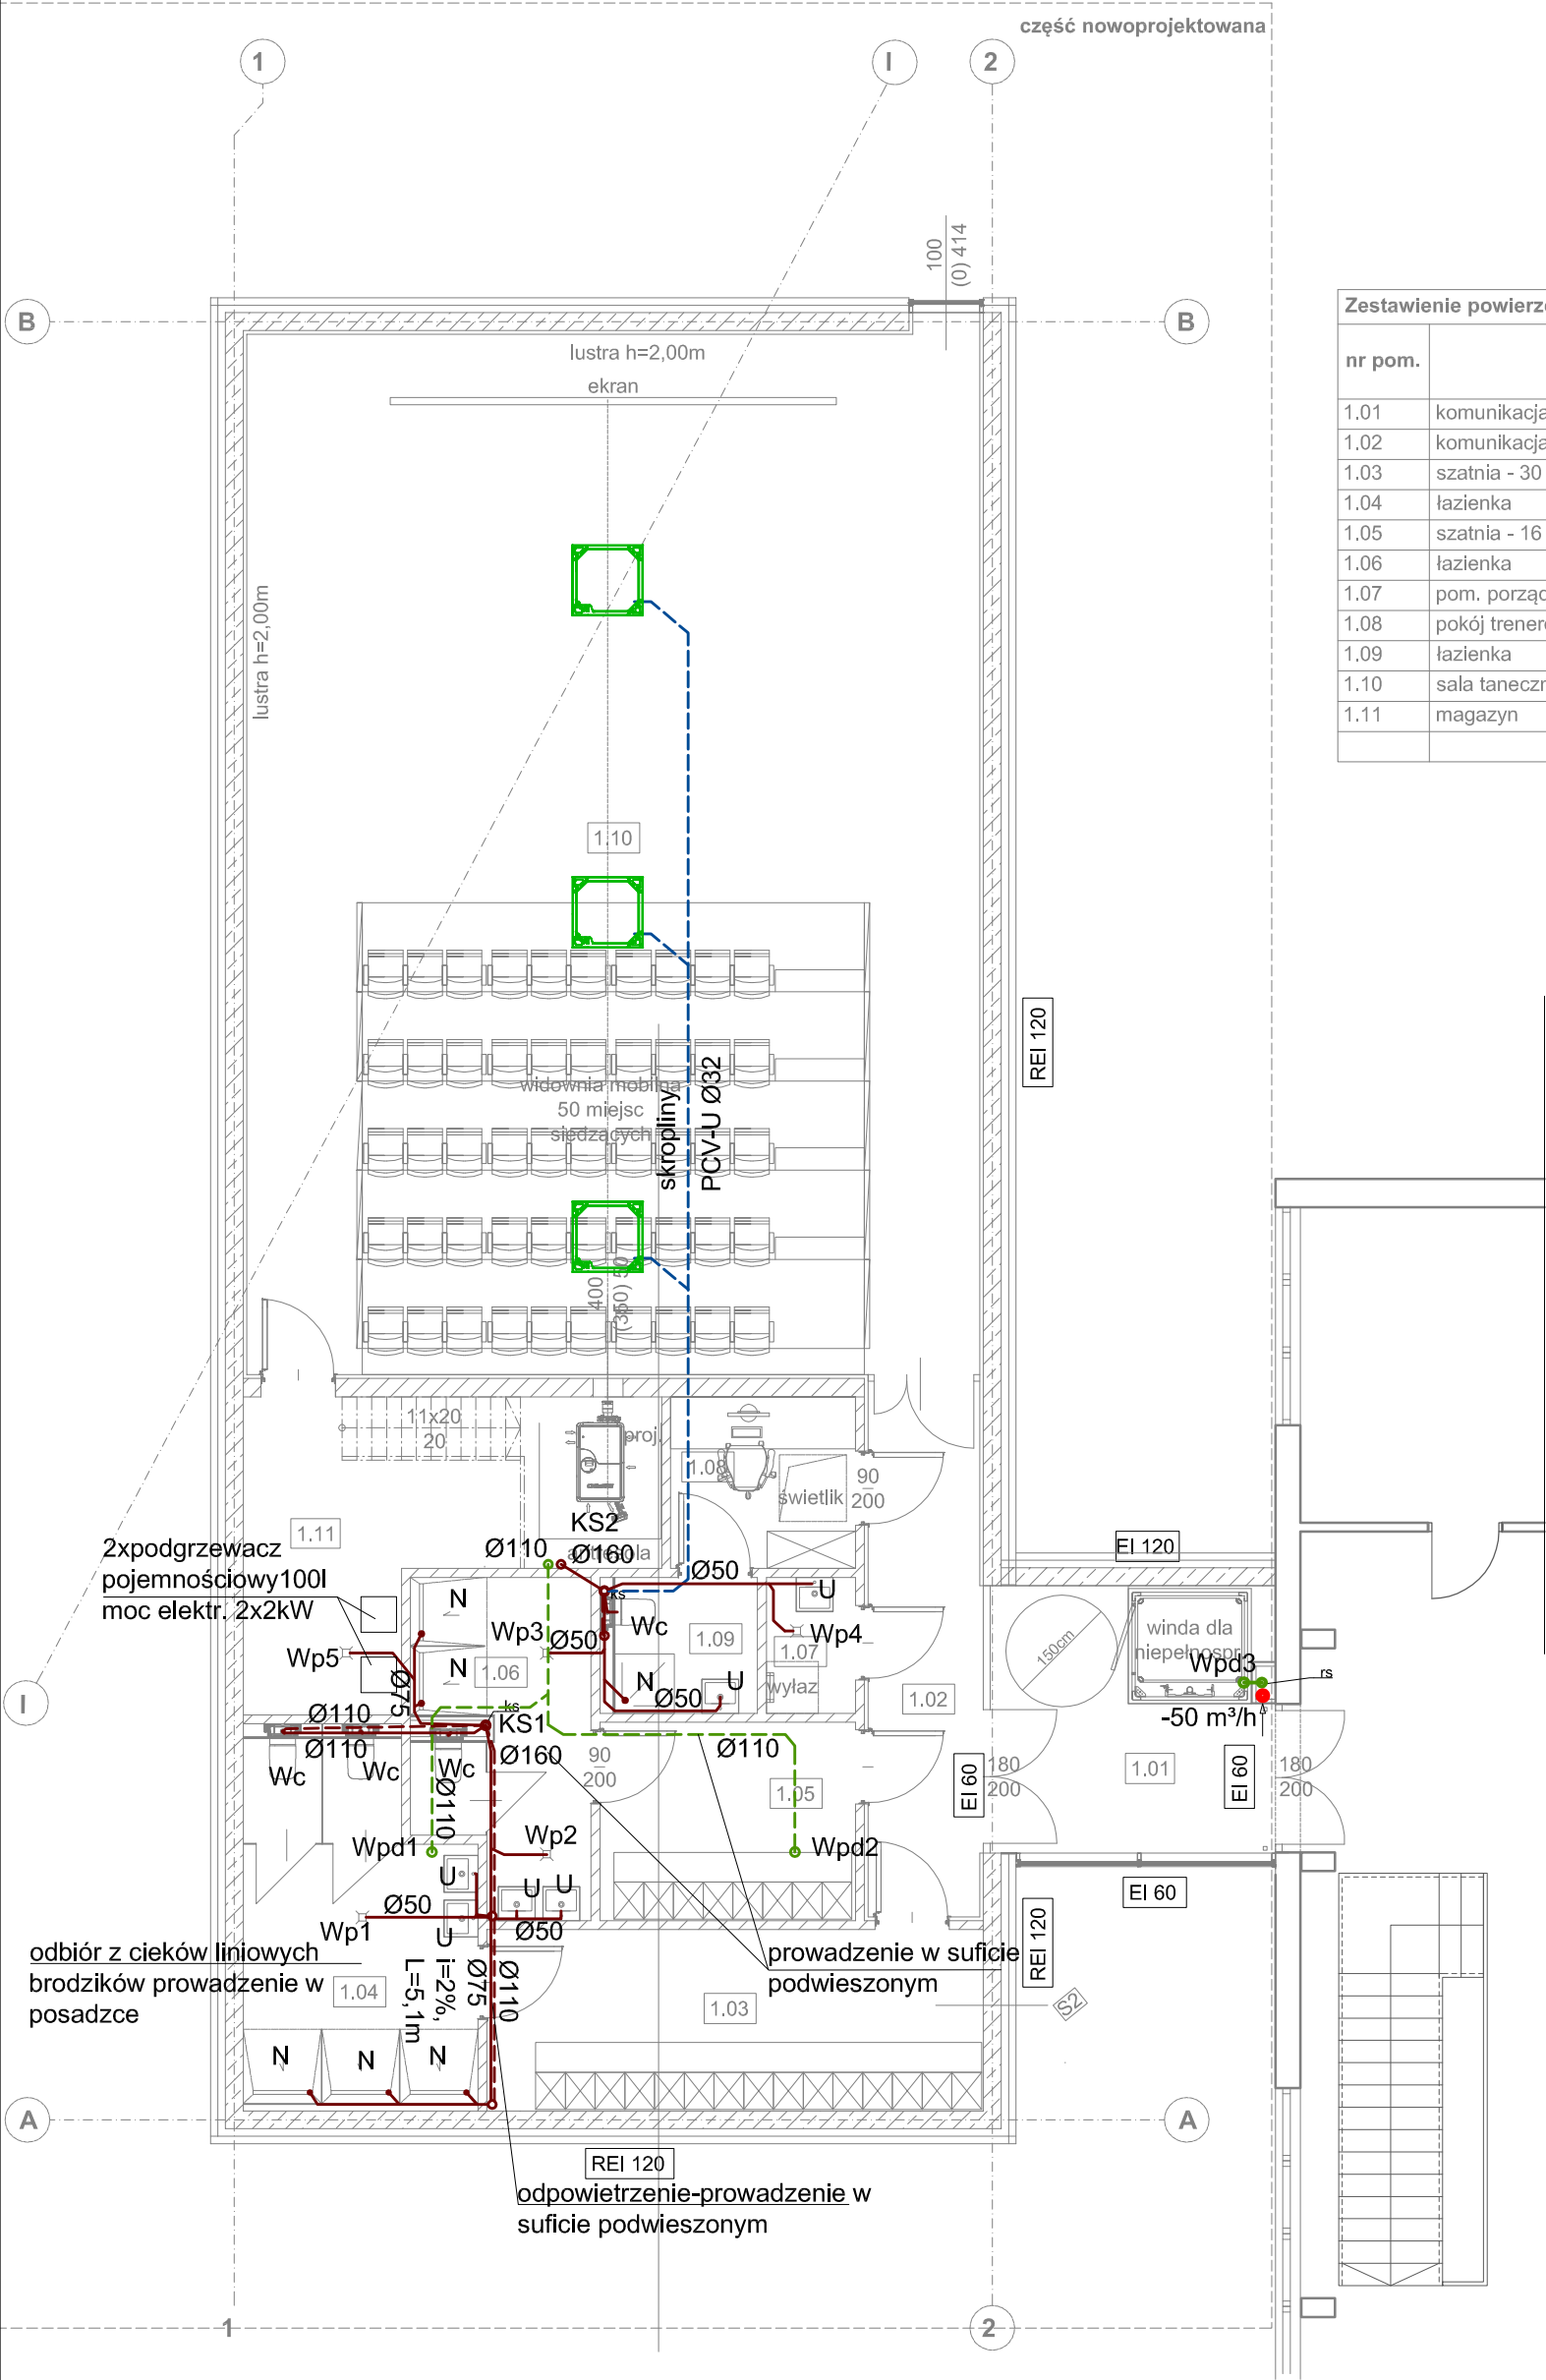 część nowoprojektowana
1
I
2
100
(0) 414
B
B
lustra h=2,00m
ekran
lustra h=2,00m
Zestawienie powierz
nr pom.
1.01 komunikacja
1.02 komunikacja
1.03 szatnia - 30
1.04 łazienka
1.05 szatnia - 16
1.06 łazienka
1.07 pom. porząd
1.08 pokój trener
1.09 łazienka
1.10 sala taneczn
1.11 magazyn
1.10
REI 120
widownia mobilna
50 miejsc
siedzących
skropliny
PCV-U Ø32
400
(350) 50
11x20
20
proj.
1.08
świetlik
90
200
1.11
KS2
Ø110
Ø160
antresola
EI 120
2xpodgrzewacz
pojemnościowy100l
moc elektr. 2x2kW
N
ks
Ø50
U
Wc
1.09
Wp3
Ø50
Wp4
1.07
Wp5
N
1.06
N
U
Ø50
wyłaz
1.02
150cm
winda dla
niepełnospr.
Wpd3
rs
-50 m³/h
I
Ø75
ks
KS1
Ø110
Ø110
Ø160
Ø110
90
200
Wc
Wc
Wc
Ø110
1.05
EI 60
180
200
1.01
EI 60
180
200
Wpd1
Wp2
Wpd2
U
U
U
EI 60
Ø50
Wp1
U
Ø50
odbiór z cieków liniowych
brodzików prowadzenie w
posadzce
1.04
i=2%,
L=5,1m
Ø75
Ø110
prowadzenie w suficie
podwieszonym
REI 120
1.03
S2
N
N
N
A
A
REI 120
odpowietrzenie-prowadzenie w
suficie podwieszonym
1
2